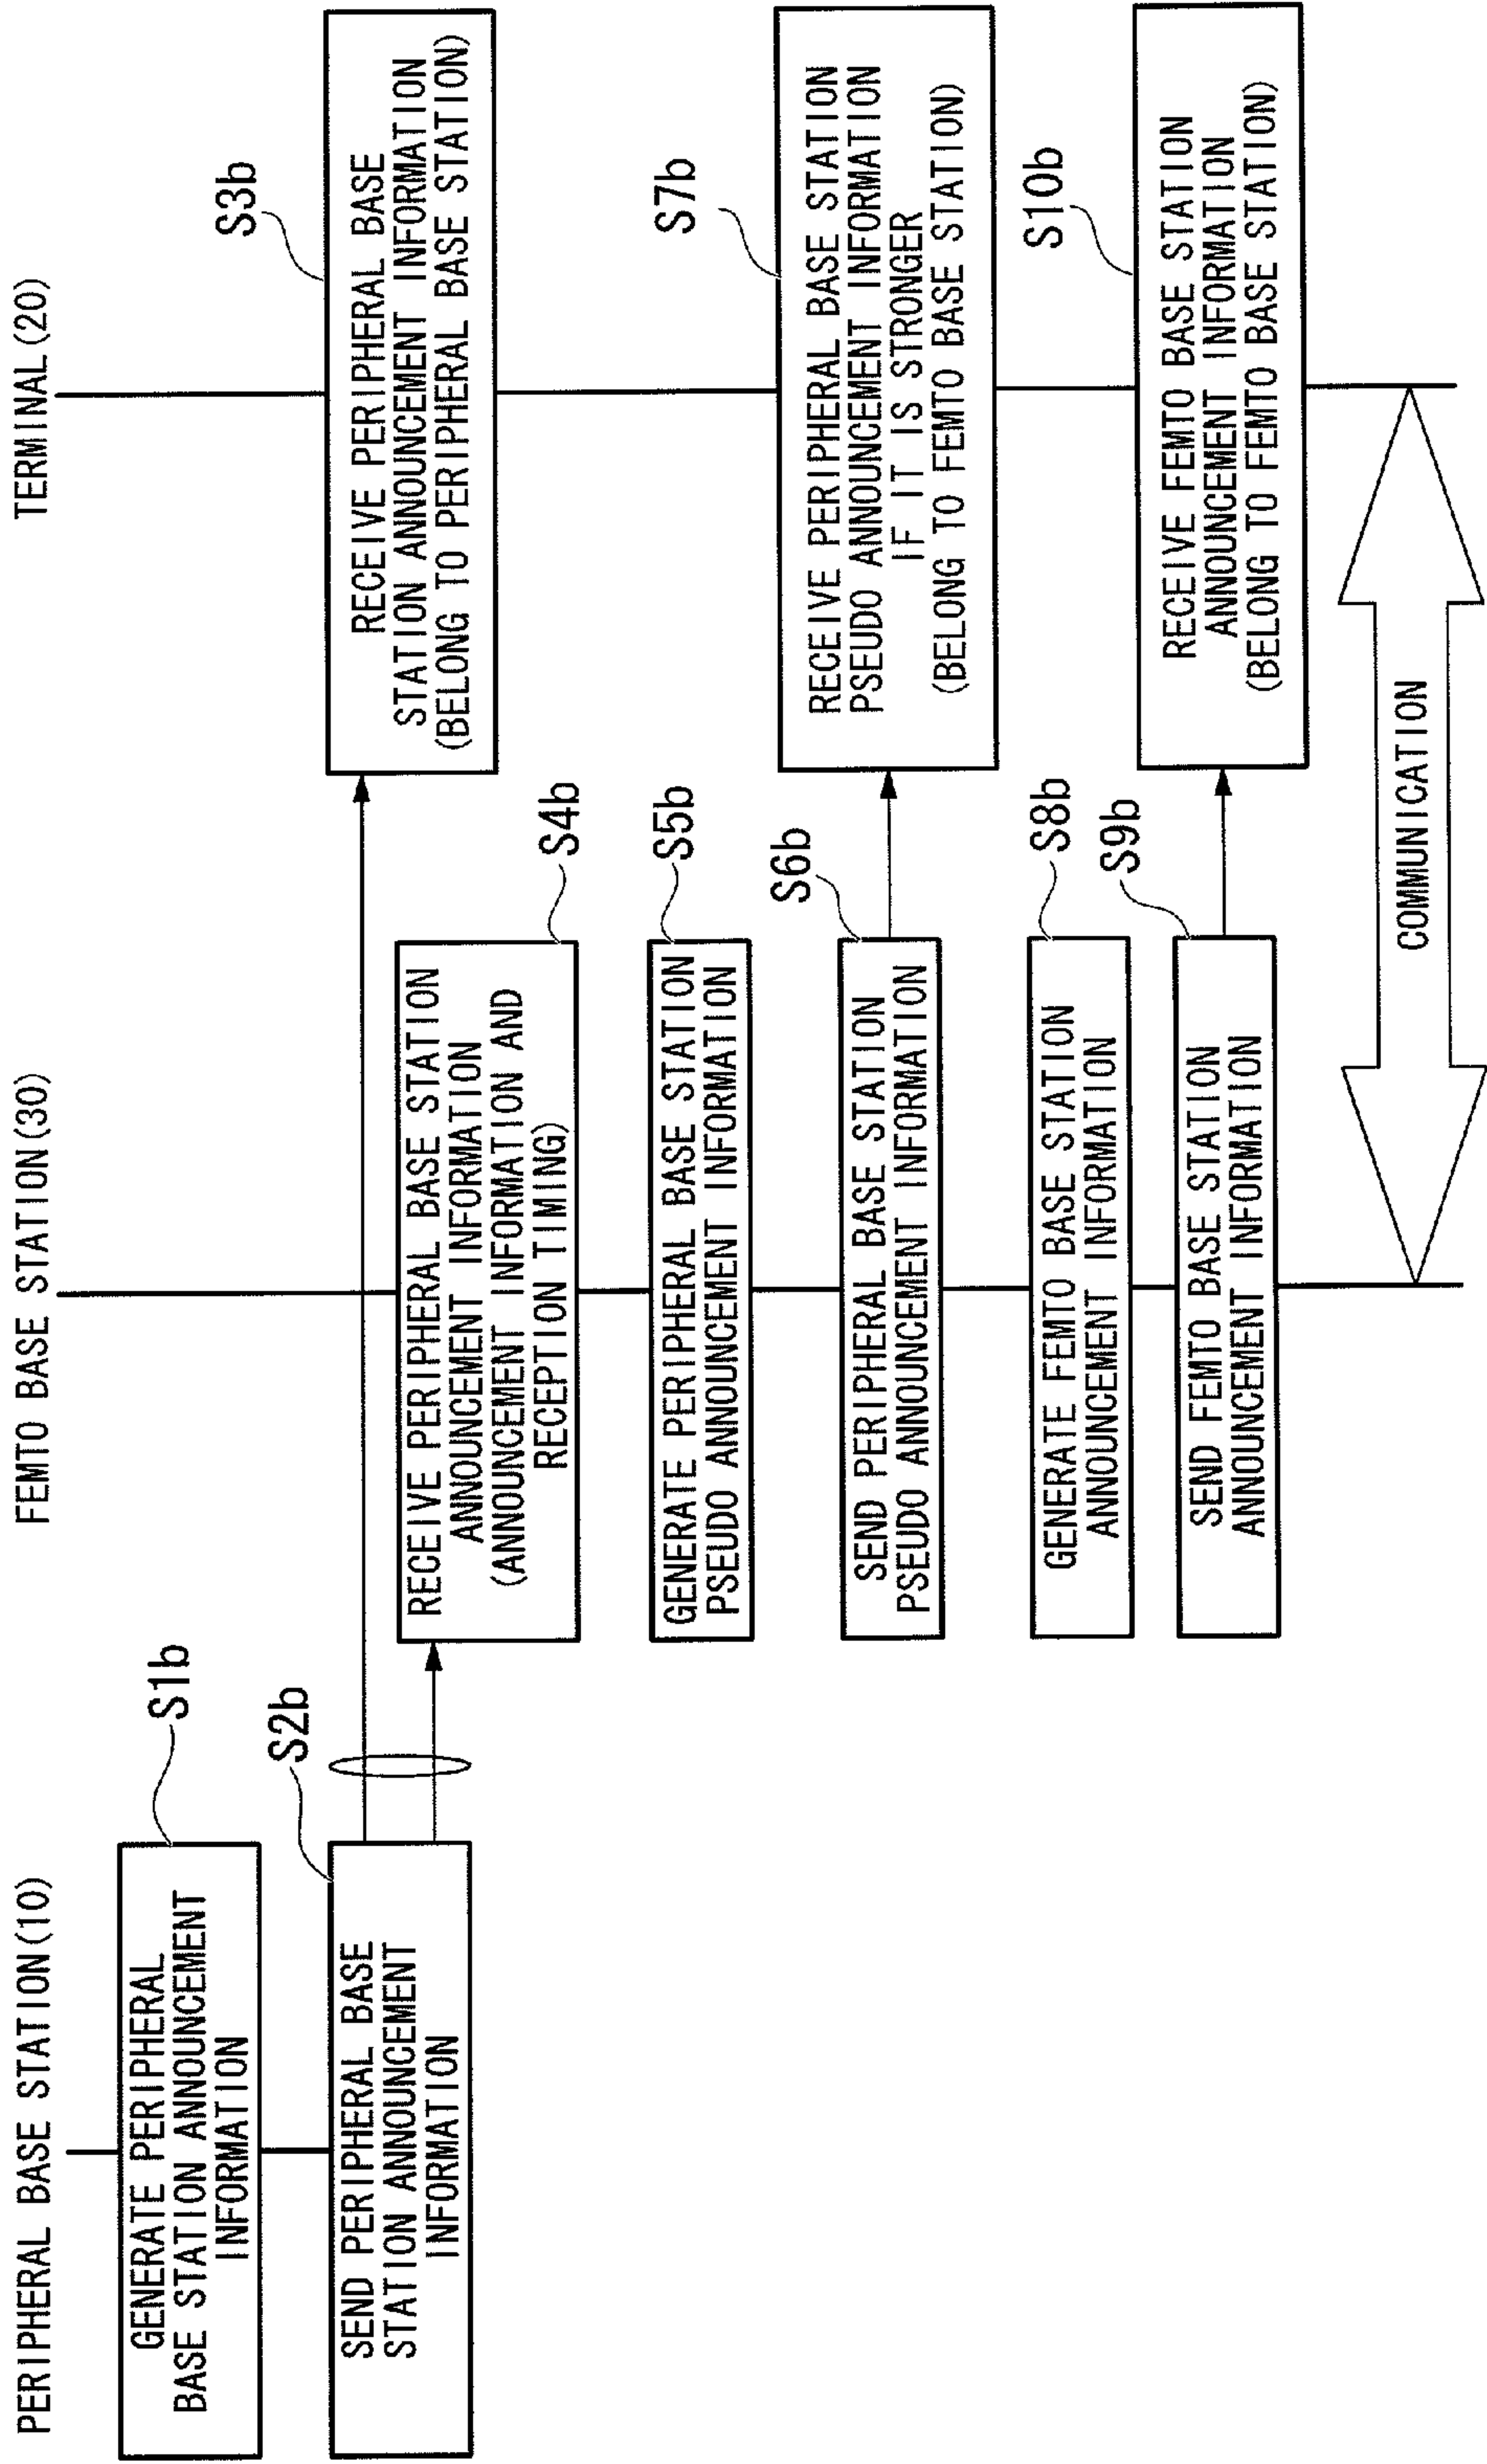 PERIPHERAL BASE STATION(10)
FEMTO BASE STATION(30)
TERMINAL(20)
S1b
GENERATE PERIPHERAL
BASE STATION ANNOUNCEMENT
INFORMATION
S2b
SEND PERIPHERAL BASE
STATION ANNOUNCEMENT
INFORMATION
S3b
RECEIVE PERIPHERAL BASE
STATION ANNOUNCEMENT INFORMATION
(BELONG TO PERIPHERAL BASE STATION)
S4b
RECEIVE PERIPHERAL BASE STATION
ANNOUNCEMENT INFORMATION
(ANNOUNCEMENT INFORMATION AND
RECEPTION TIMING)
S5b
GENERATE PERIPHERAL BASE STATION
PSEUDO ANNOUNCEMENT INFORMATION
S6b
SEND PERIPHERAL BASE STATION
PSEUDO ANNOUNCEMENT INFORMATION
S7b
RECEIVE PERIPHERAL BASE STATION
PSEUDO ANNOUNCEMENT INFORMATION
IF IT IS STRONGER
(BELONG TO FEMTO BASE STATION)
S8b
GENERATE FEMTO BASE STATION
ANNOUNCEMENT INFORMATION
S9b
SEND FEMTO BASE STATION
ANNOUNCEMENT INFORMATION
S10b
RECEIVE FEMTO BASE STATION
ANNOUNCEMENT INFORMATION
(BELONG TO FEMTO BASE STATION)
COMMUNICATION